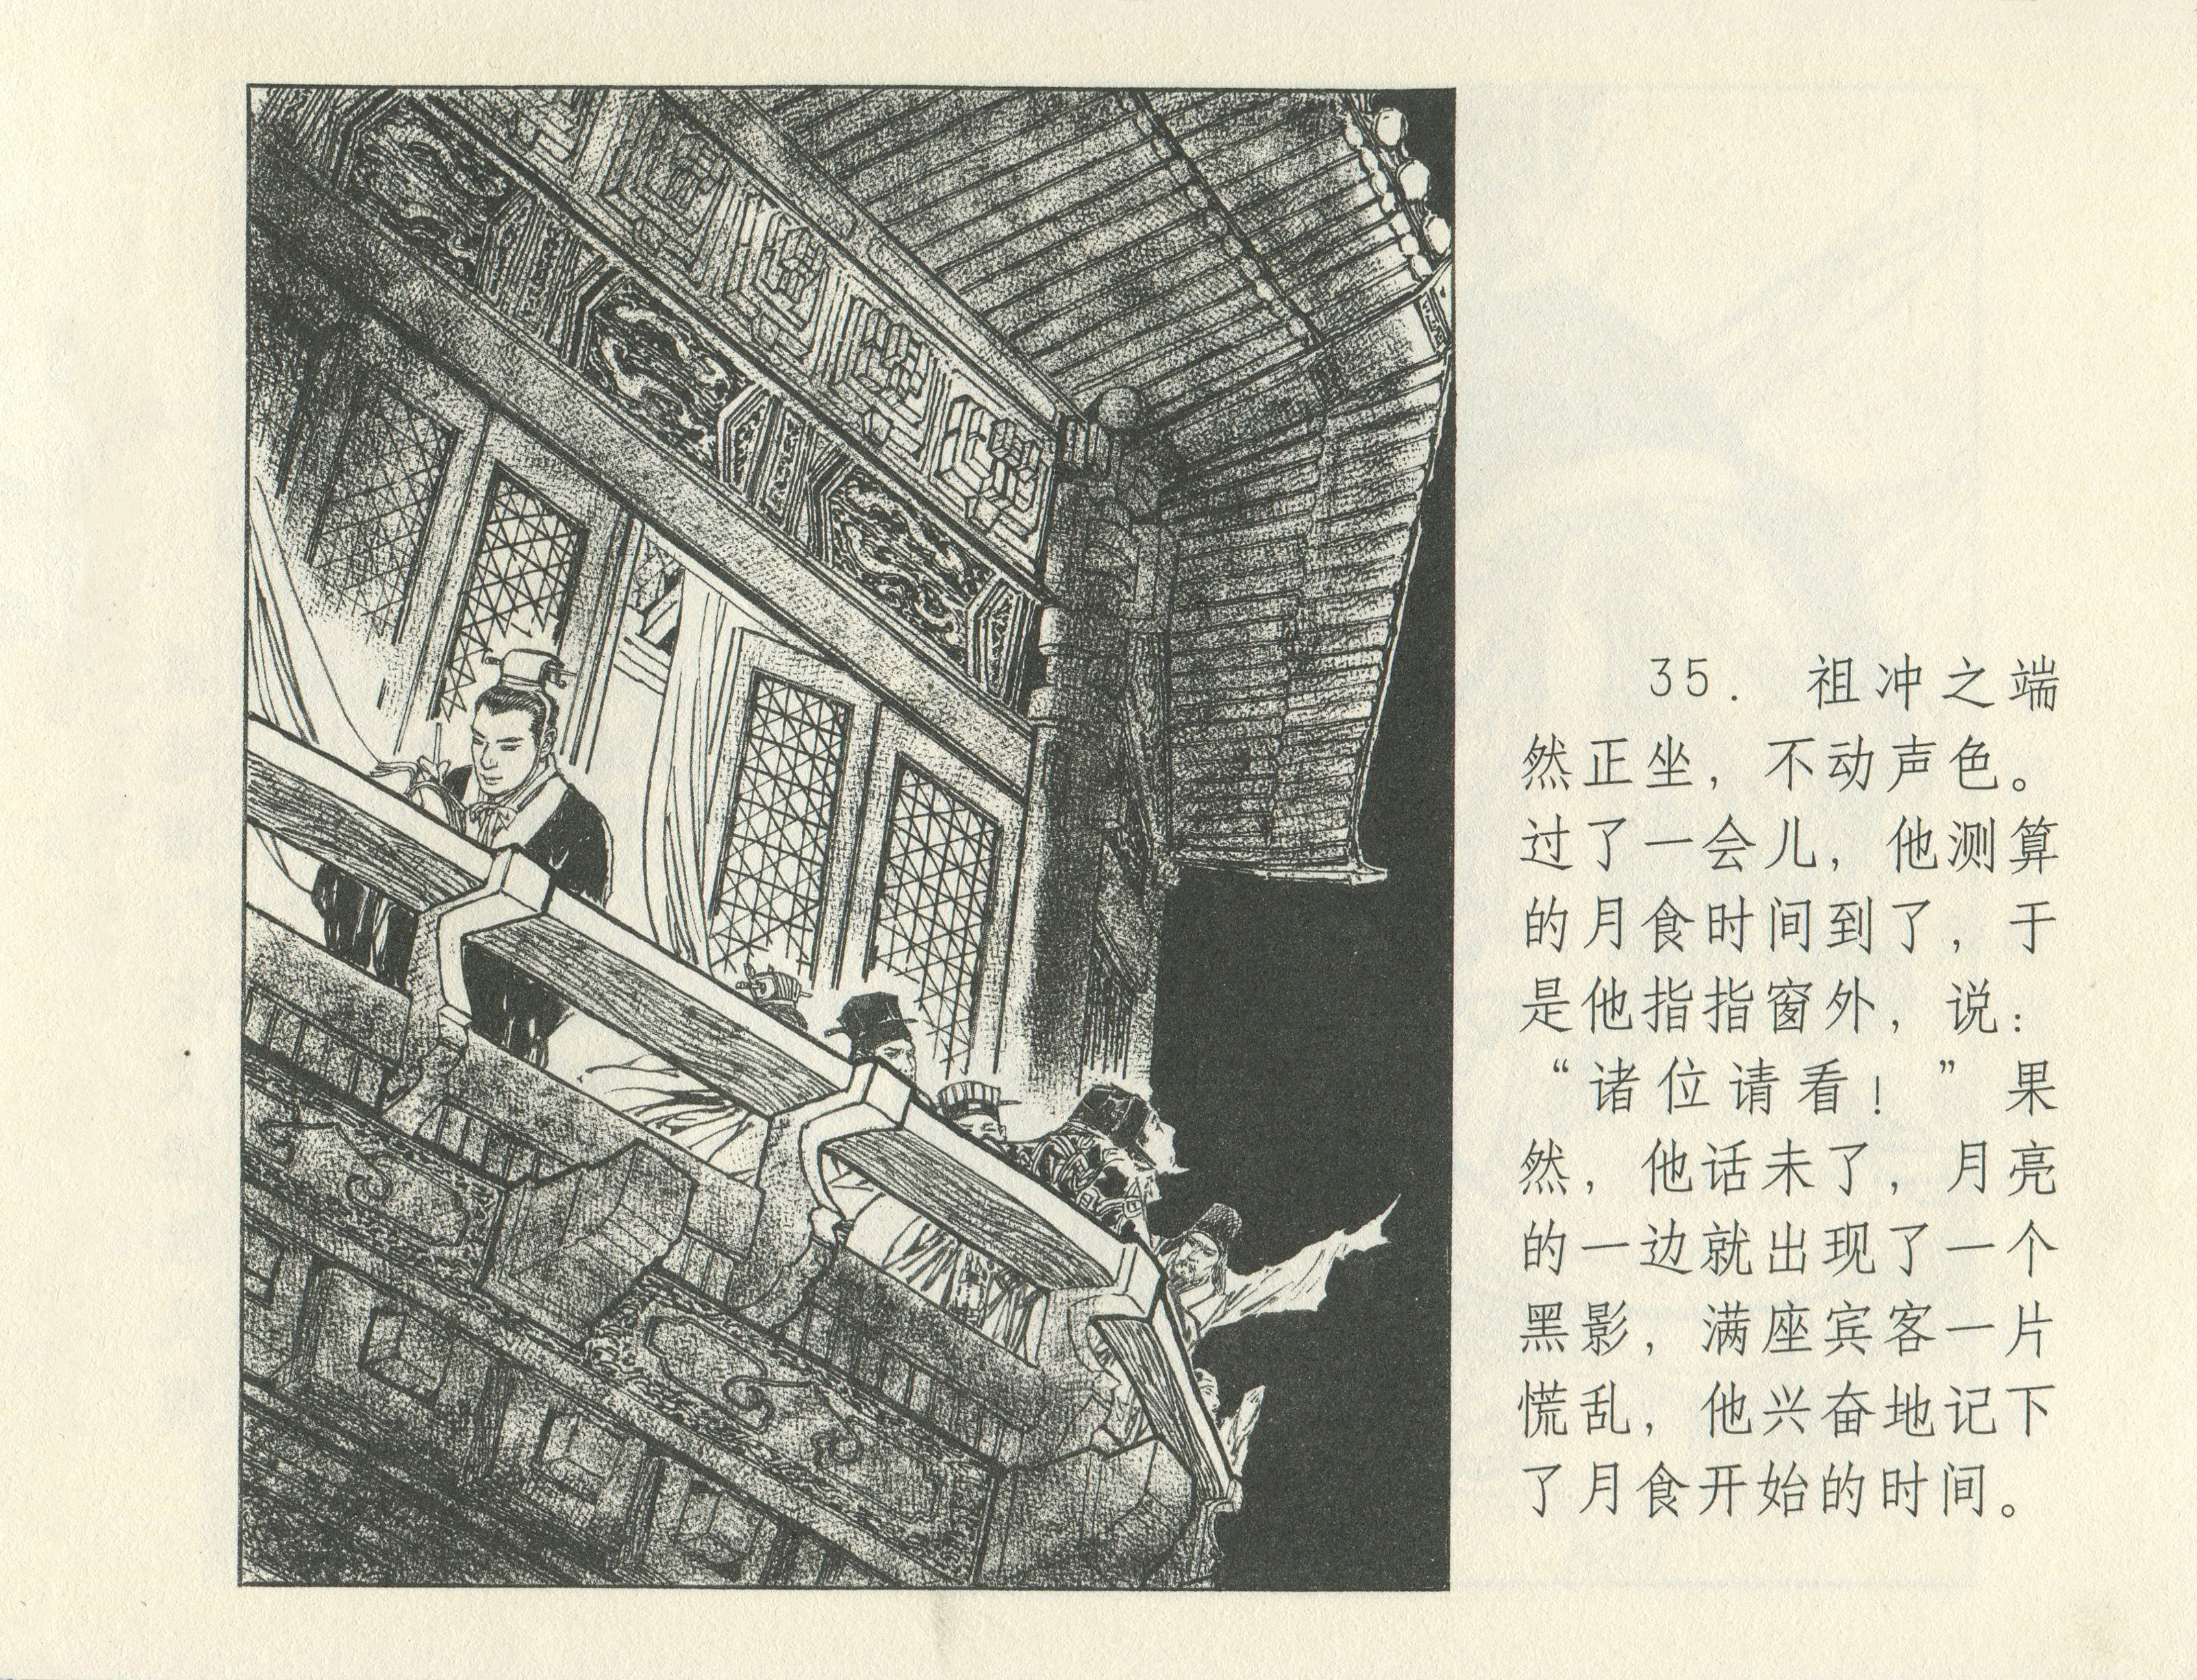 35. 祖冲之端
然正坐，不动声色。
过了一会儿，他测算
的月食时间到了，于
是他指指窗外，说：
“诸位请看！”果
然，他话未了，月亮
的一边就出现了一个
黑影，满座宾客一片
慌乱，他兴奋地记下
了月食开始的时间。